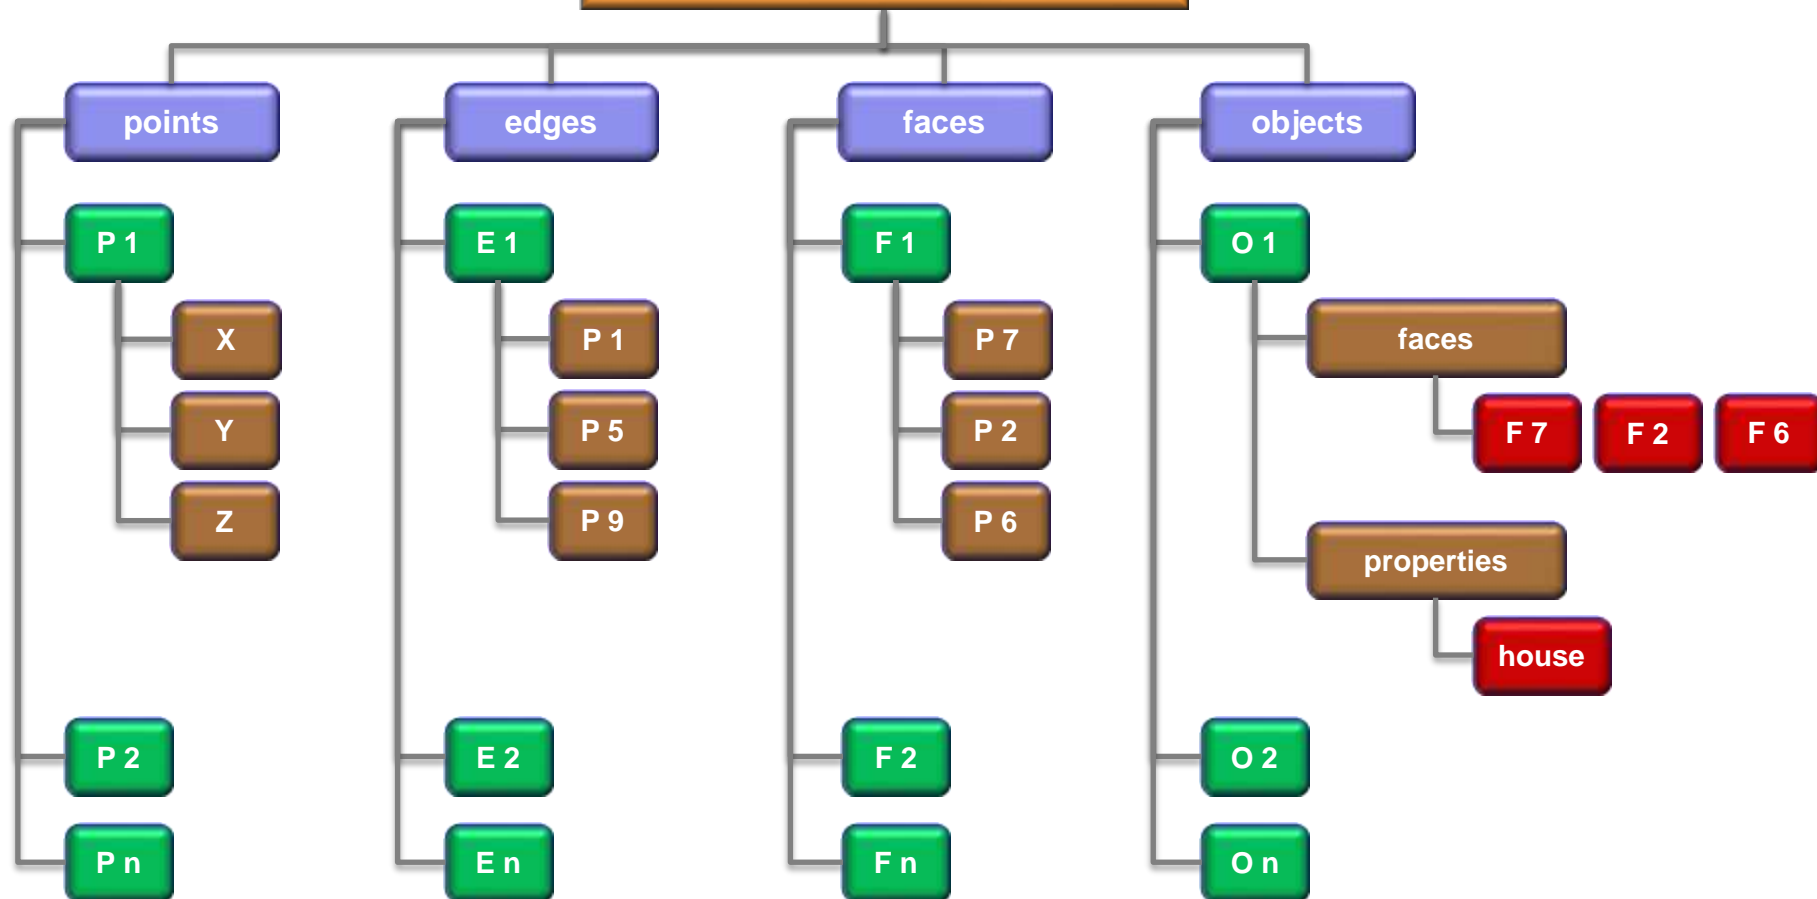 points
edges
faces
objects
P 1
E 1
F 1
O 1
X
P 1
P 7
faces
Y
P 5
P 2
F 7
F 2
F 6
Z
P 9
P 6
properties
house
P 2
E 2
F 2
O 2
P n
E n
F n
O n